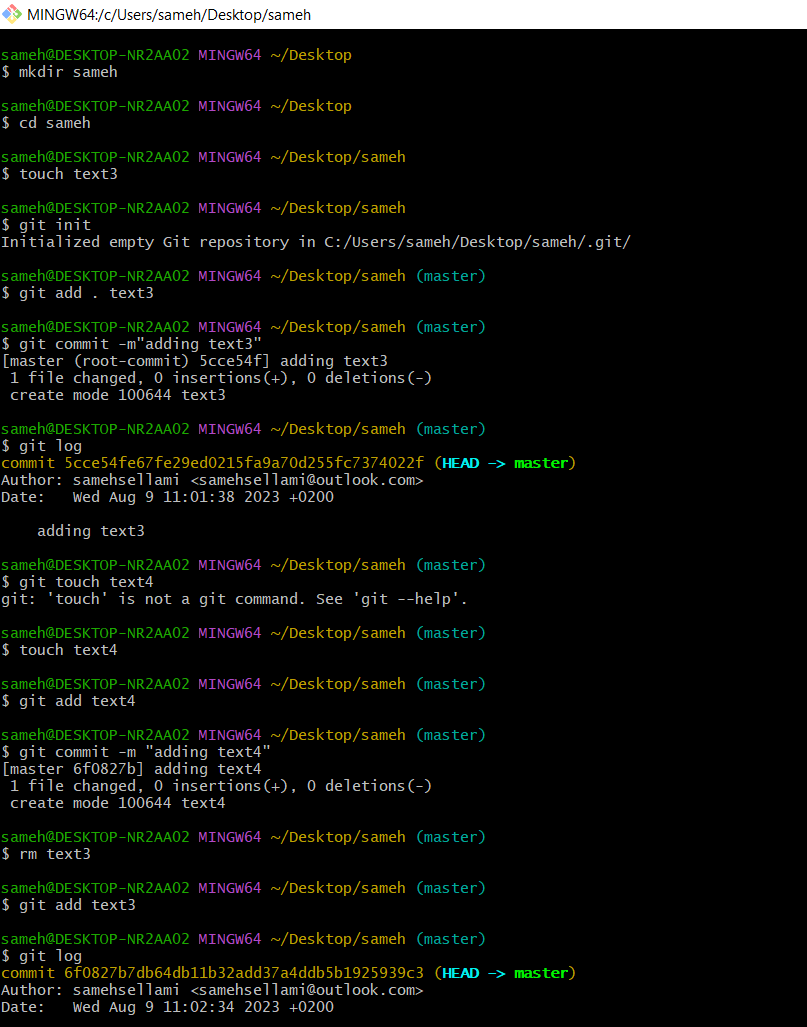 MINGW64:/c/Users/sameh/Desktop/sameh
sameh@DESKTOP-NR2AA02 MINGW64 ~/Desktop
$ mkdir sameh
sameh@DESKTOP-NR2AA02 MINGW64 ~/Desktop
$ cd sameh
sameh@DESKTOP-NR2AA02 MINGW64 ~/Desktop/sameh
$ touch text3
sameh@DESKTOP-NR2AA02 MINGW64 ~/Desktop/sameh
$ git init
Initialized empty Git repository in C:/Users/sameh/Desktop/sameh/.git/
sameh@DESKTOP-NR2AA02 MINGW64 ~/Desktop/sameh (master)
$ git add . text3
sameh@DESKTOP-NR2AA02 MINGW64 ~/Desktop/sameh (master)
$ git commit -m"adding text3"
[master (root-commit) 5cce54f] adding text3
 1 file changed, 0 insertions(+), 0 deletions(-)
 create mode 100644 text3
sameh@DESKTOP-NR2AA02 MINGW64 ~/Desktop/sameh (master)
$ git log
commit 5cce54fe67fe29ed0215fa9a70d255fc7374022f (HEAD -> master)
Author: samehsellami <samehsellami@outlook.com>
Date:   Wed Aug 9 11:01:38 2023 +0200
    adding text3
sameh@DESKTOP-NR2AA02 MINGW64 ~/Desktop/sameh (master)
$ git touch text4
git: 'touch' is not a git command. See 'git --help'.
sameh@DESKTOP-NR2AA02 MINGW64 ~/Desktop/sameh (master)
$ touch text4
sameh@DESKTOP-NR2AA02 MINGW64 ~/Desktop/sameh (master)
$ git add text4
sameh@DESKTOP-NR2AA02 MINGW64 ~/Desktop/sameh (master)
$ git commit -m "adding text4"
[master 6f0827b] adding text4
 1 file changed, 0 insertions(+), 0 deletions(-)
 create mode 100644 text4
sameh@DESKTOP-NR2AA02 MINGW64 ~/Desktop/sameh (master)
$ rm text3
sameh@DESKTOP-NR2AA02 MINGW64 ~/Desktop/sameh (master)
$ git add text3
sameh@DESKTOP-NR2AA02 MINGW64 ~/Desktop/sameh (master)
$ git log
commit 6f0827b7db64db11b32add37a4ddb5b1925939c3 (HEAD -> master)
Author: samehsellami <samehsellami@outlook.com>
Date:   Wed Aug 9 11:02:34 2023 +0200